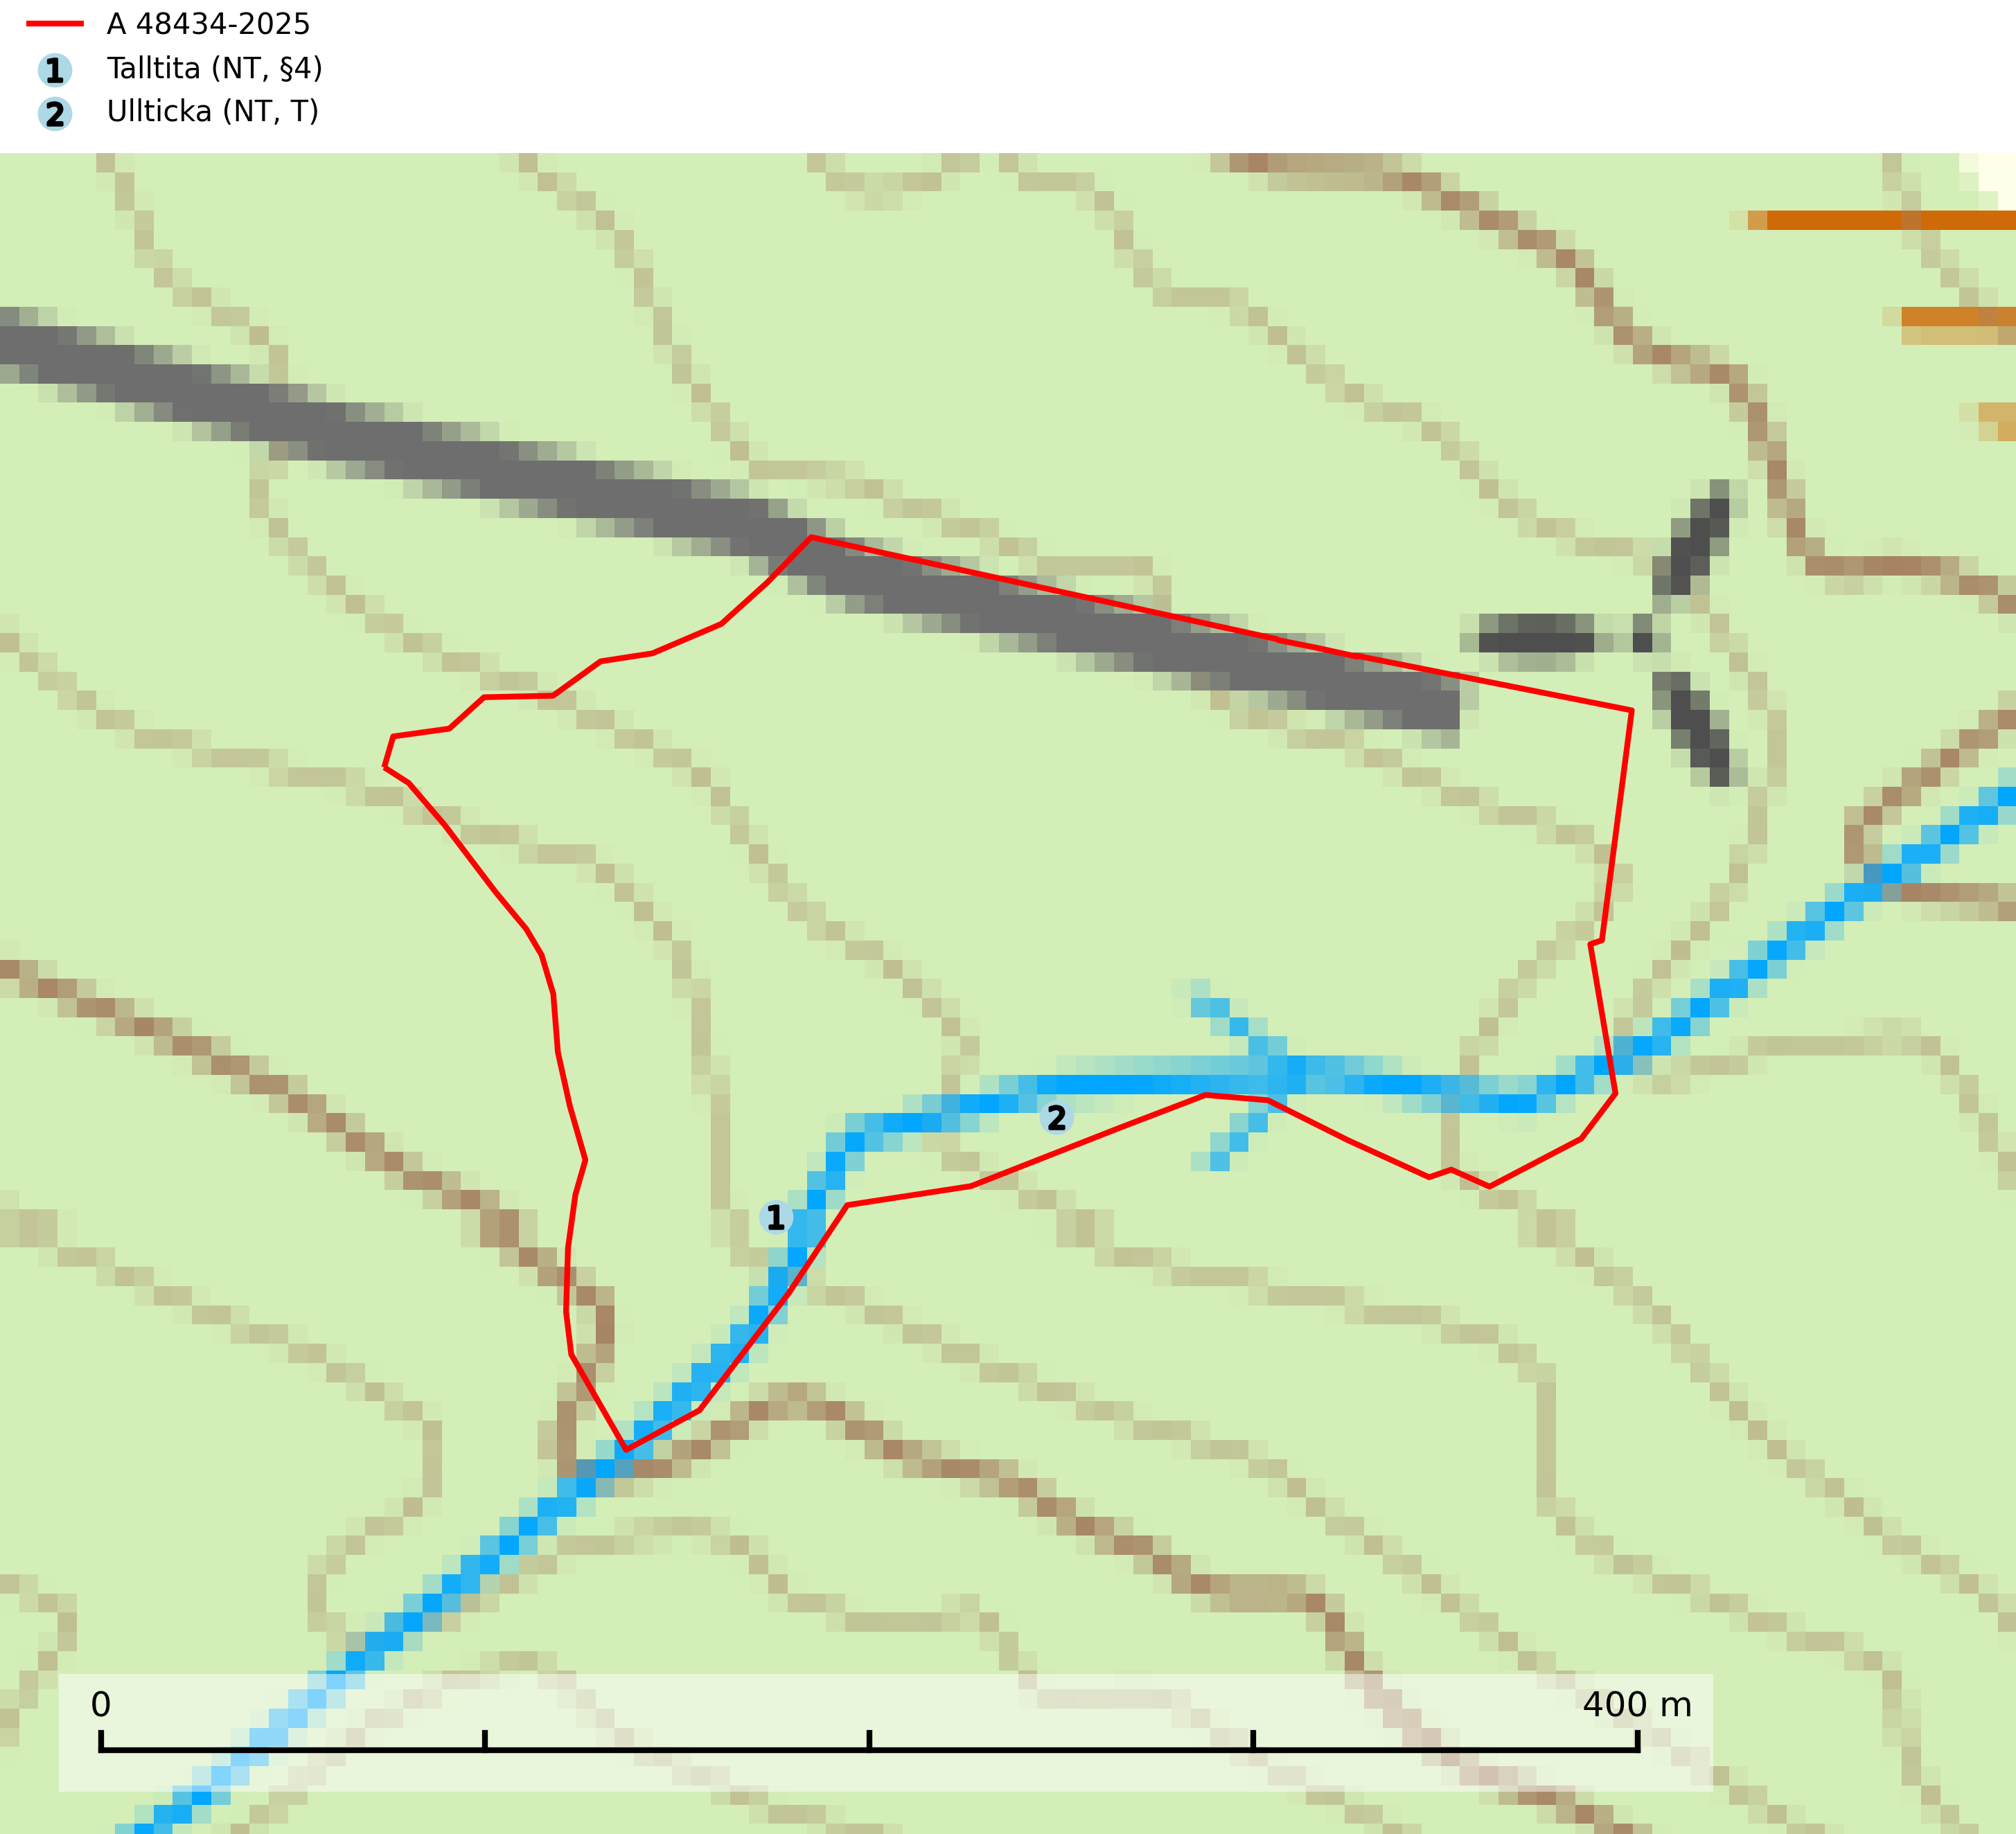 A 48434-2025
1 Talltita (NT, §4)
2 Ullticka (NT, T)
2
1
0 400 m